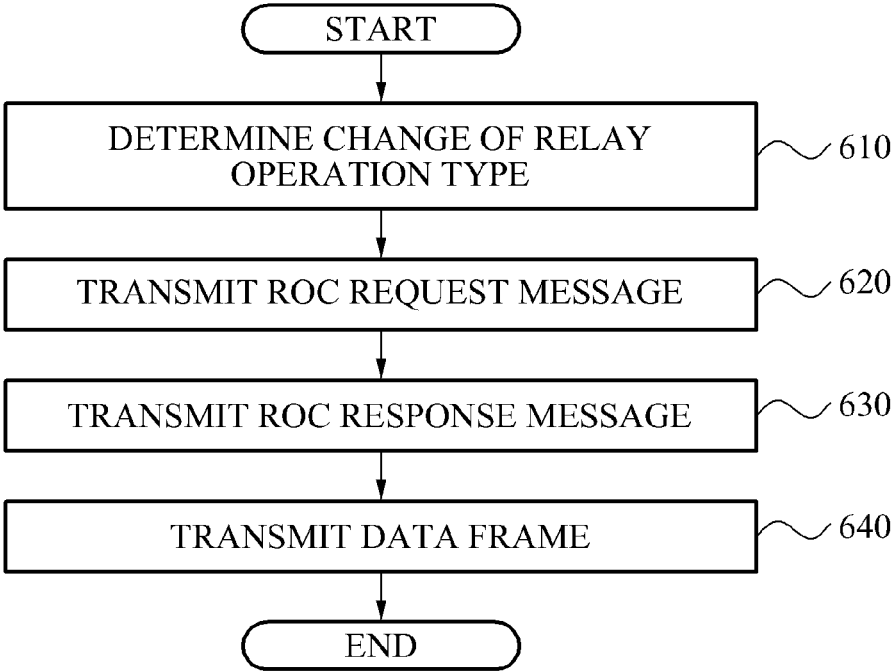 START
DETERMINE CHANGE OF RELAY
OPERATION TYPE
610
TRANSMIT ROC REQUEST MESSAGE
620
TRANSMIT ROC RESPONSE MESSAGE
630
TRANSMIT DATA FRAME
640
END